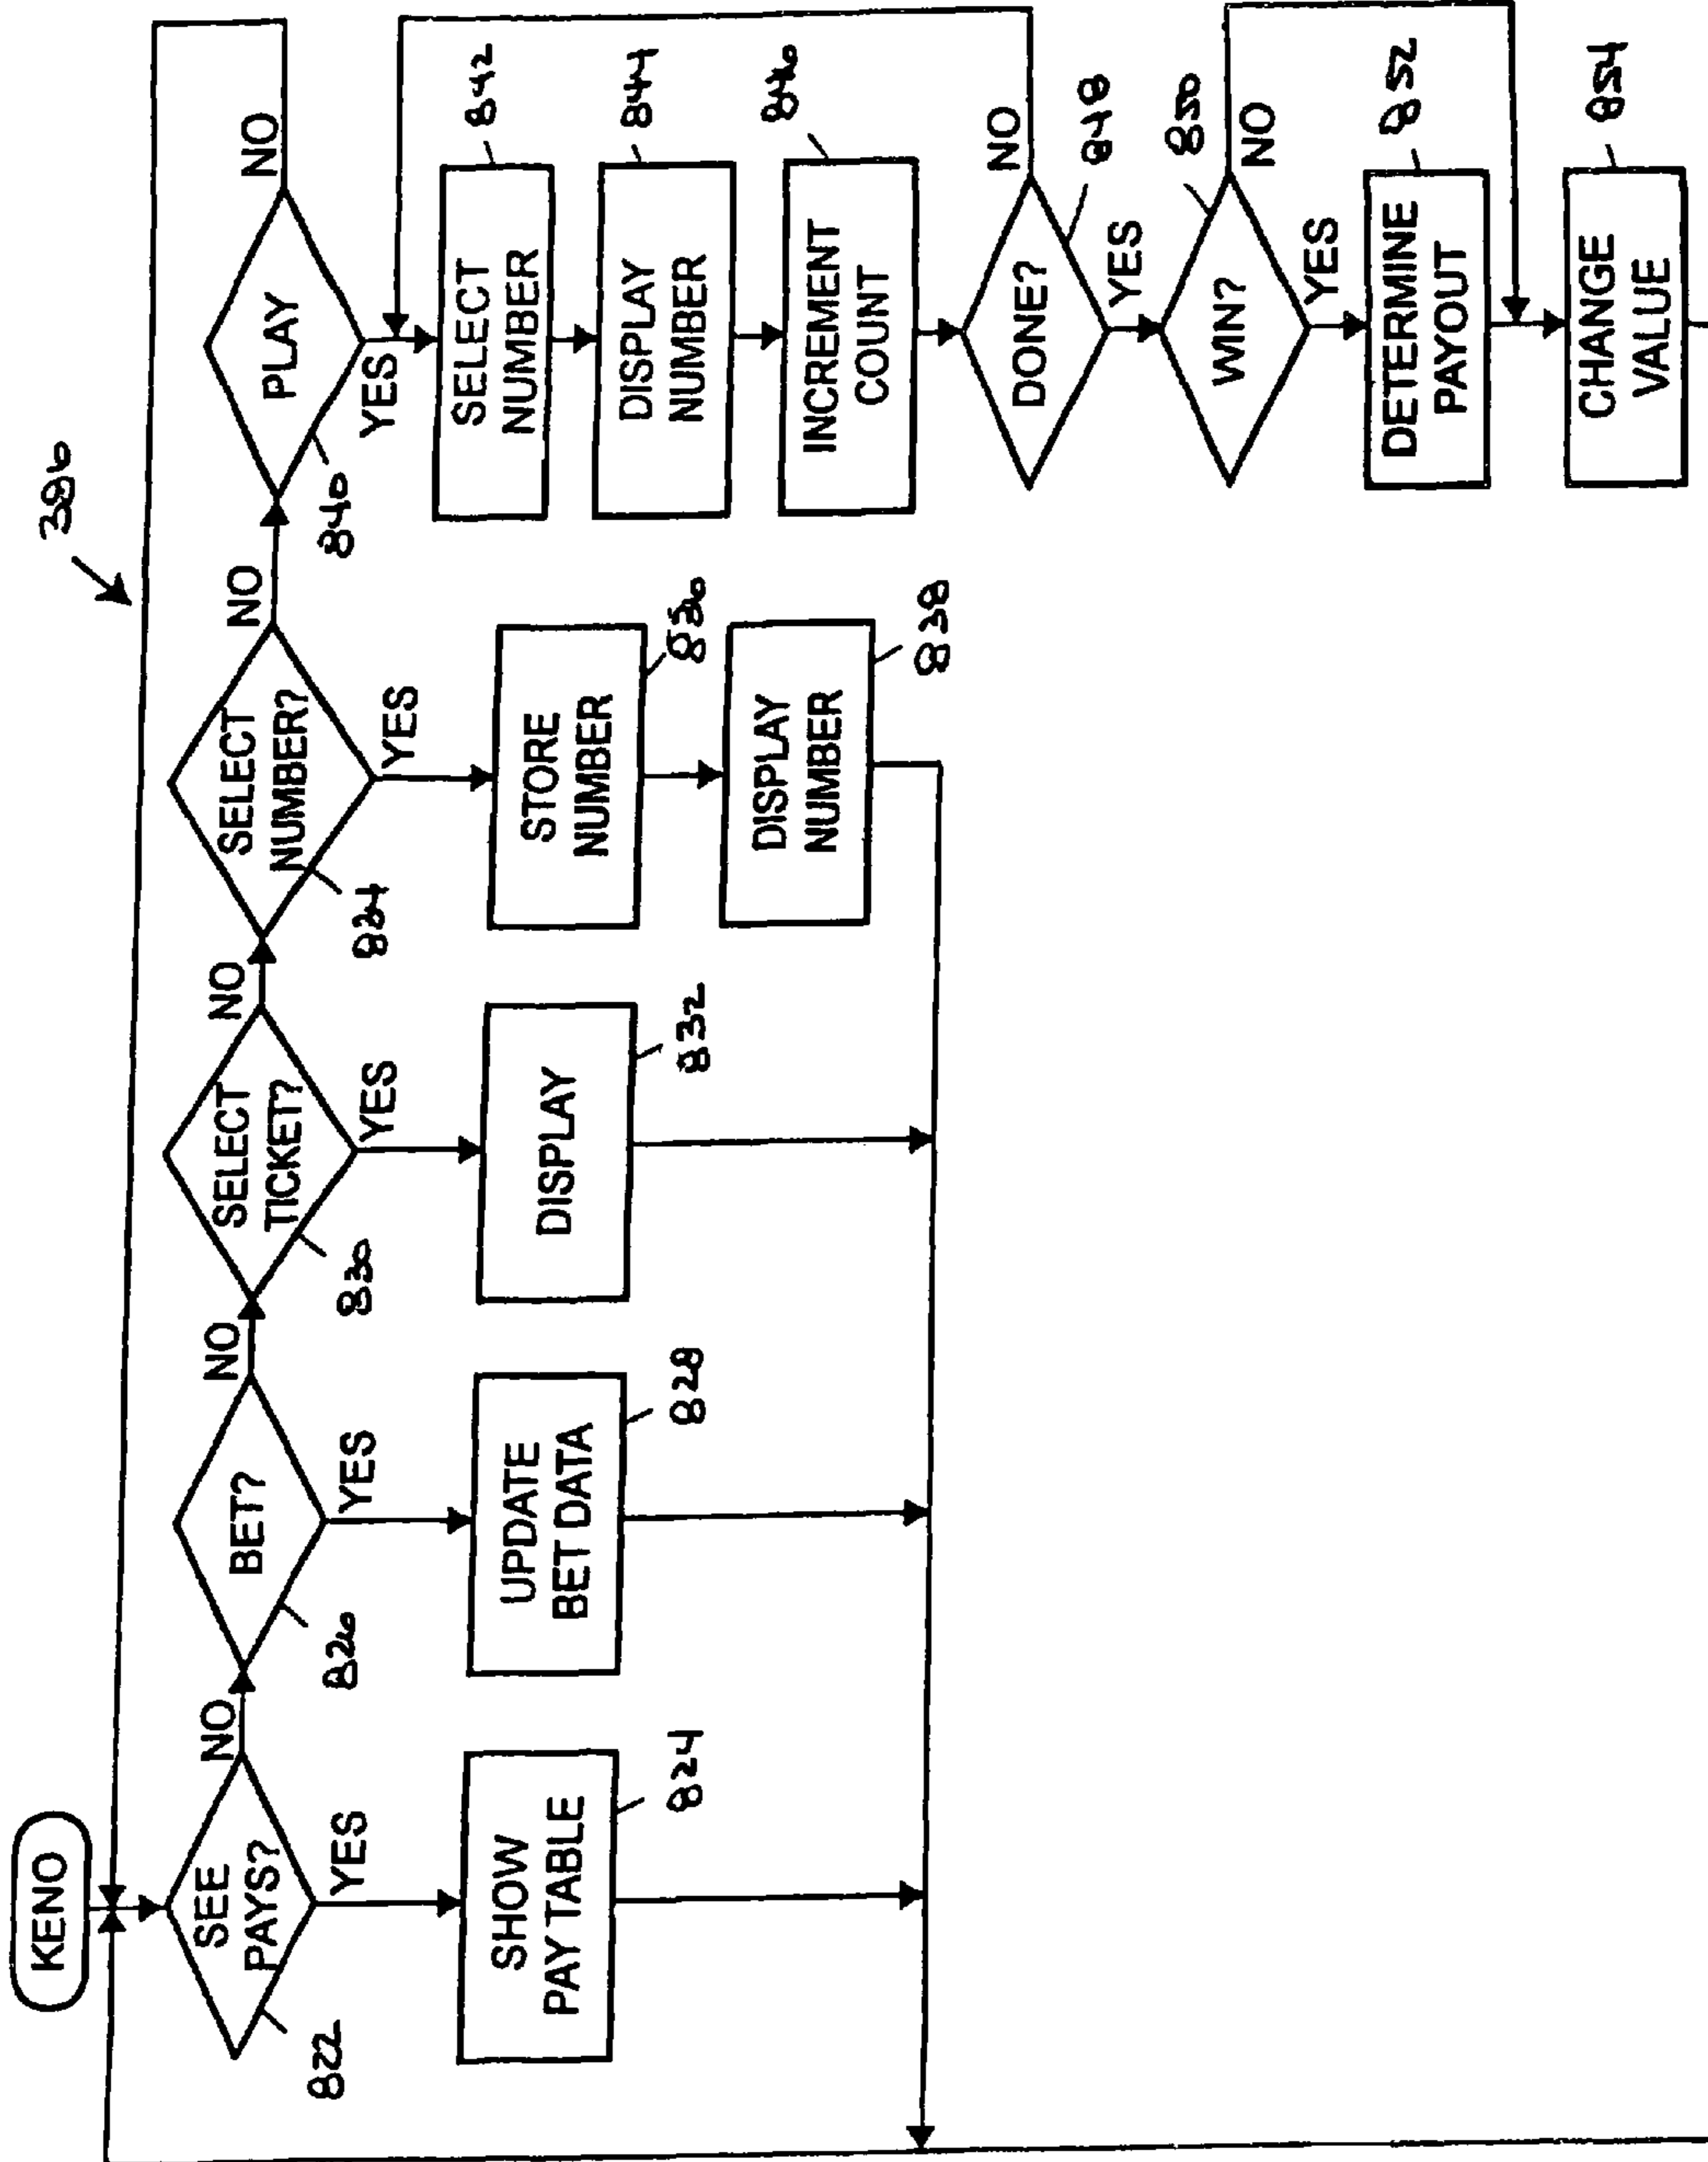 386
KENO
SEE
PAYS?
822
NO
YES
SHOW
PAY TABLE
824
BET?
826
NO
YES
UPDATE
BET DATA
828
SELECT
TICKET?
830
NO
YES
DISPLAY
832
SELECT
NUMBER?
834
NO
YES
STORE
NUMBER
836
DISPLAY
NUMBER
838
PLAY
840
NO
YES
SELECT
NUMBER
842
DISPLAY
NUMBER
844
INCREMENT
COUNT
846
DONE?
848
NO
YES
WIN?
850
NO
YES
DETERMINE
PAYOUT
852
CHANGE
VALUE
854